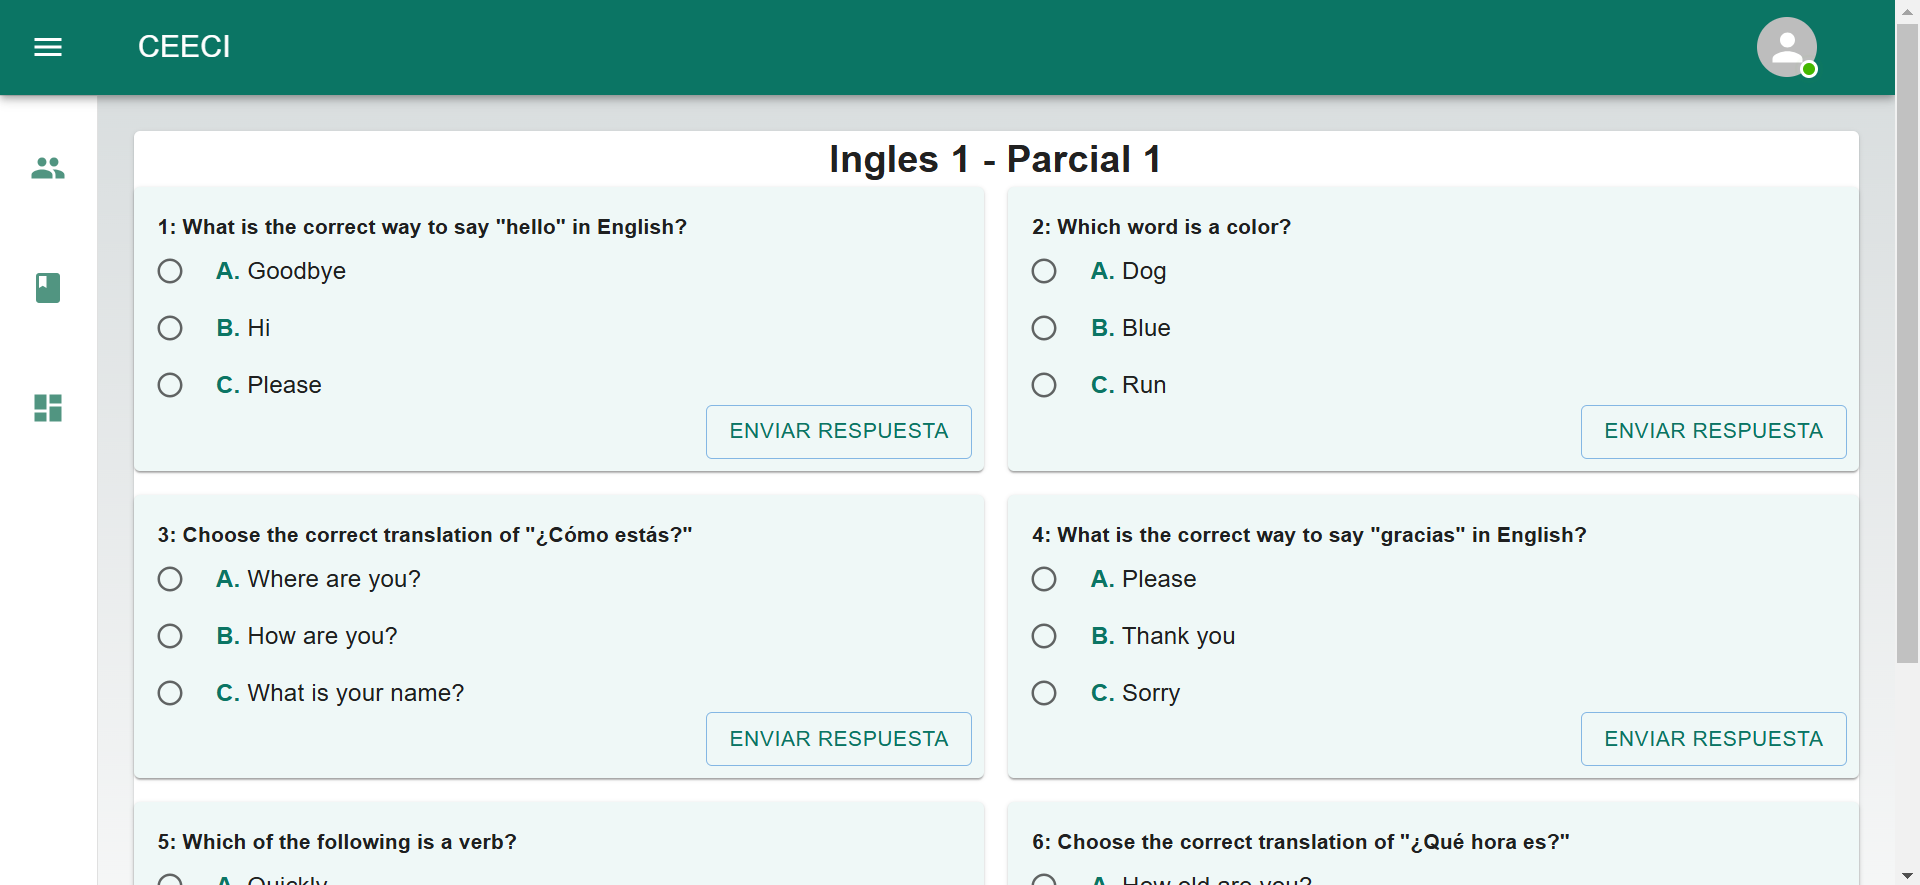 CEECI
Ingles 1 - Parcial 1
1: What is the correct way to say "hello" in English?
A. Goodbye
B. Hi
C. Please
ENVIAR RESPUESTA
2: Which word is a color?
A. Dog
B. Blue
C. Run
ENVIAR RESPUESTA
3: Choose the correct translation of "¿Cómo estás?"
A. Where are you?
B. How are you?
C. What is your name?
ENVIAR RESPUESTA
4: What is the correct way to say "gracias" in English?
A. Please
B. Thank you
C. Sorry
ENVIAR RESPUESTA
5: Which of the following is a verb?
A. Quickly
6: Choose the correct translation of "¿Qué hora es?"
A. How old are you?